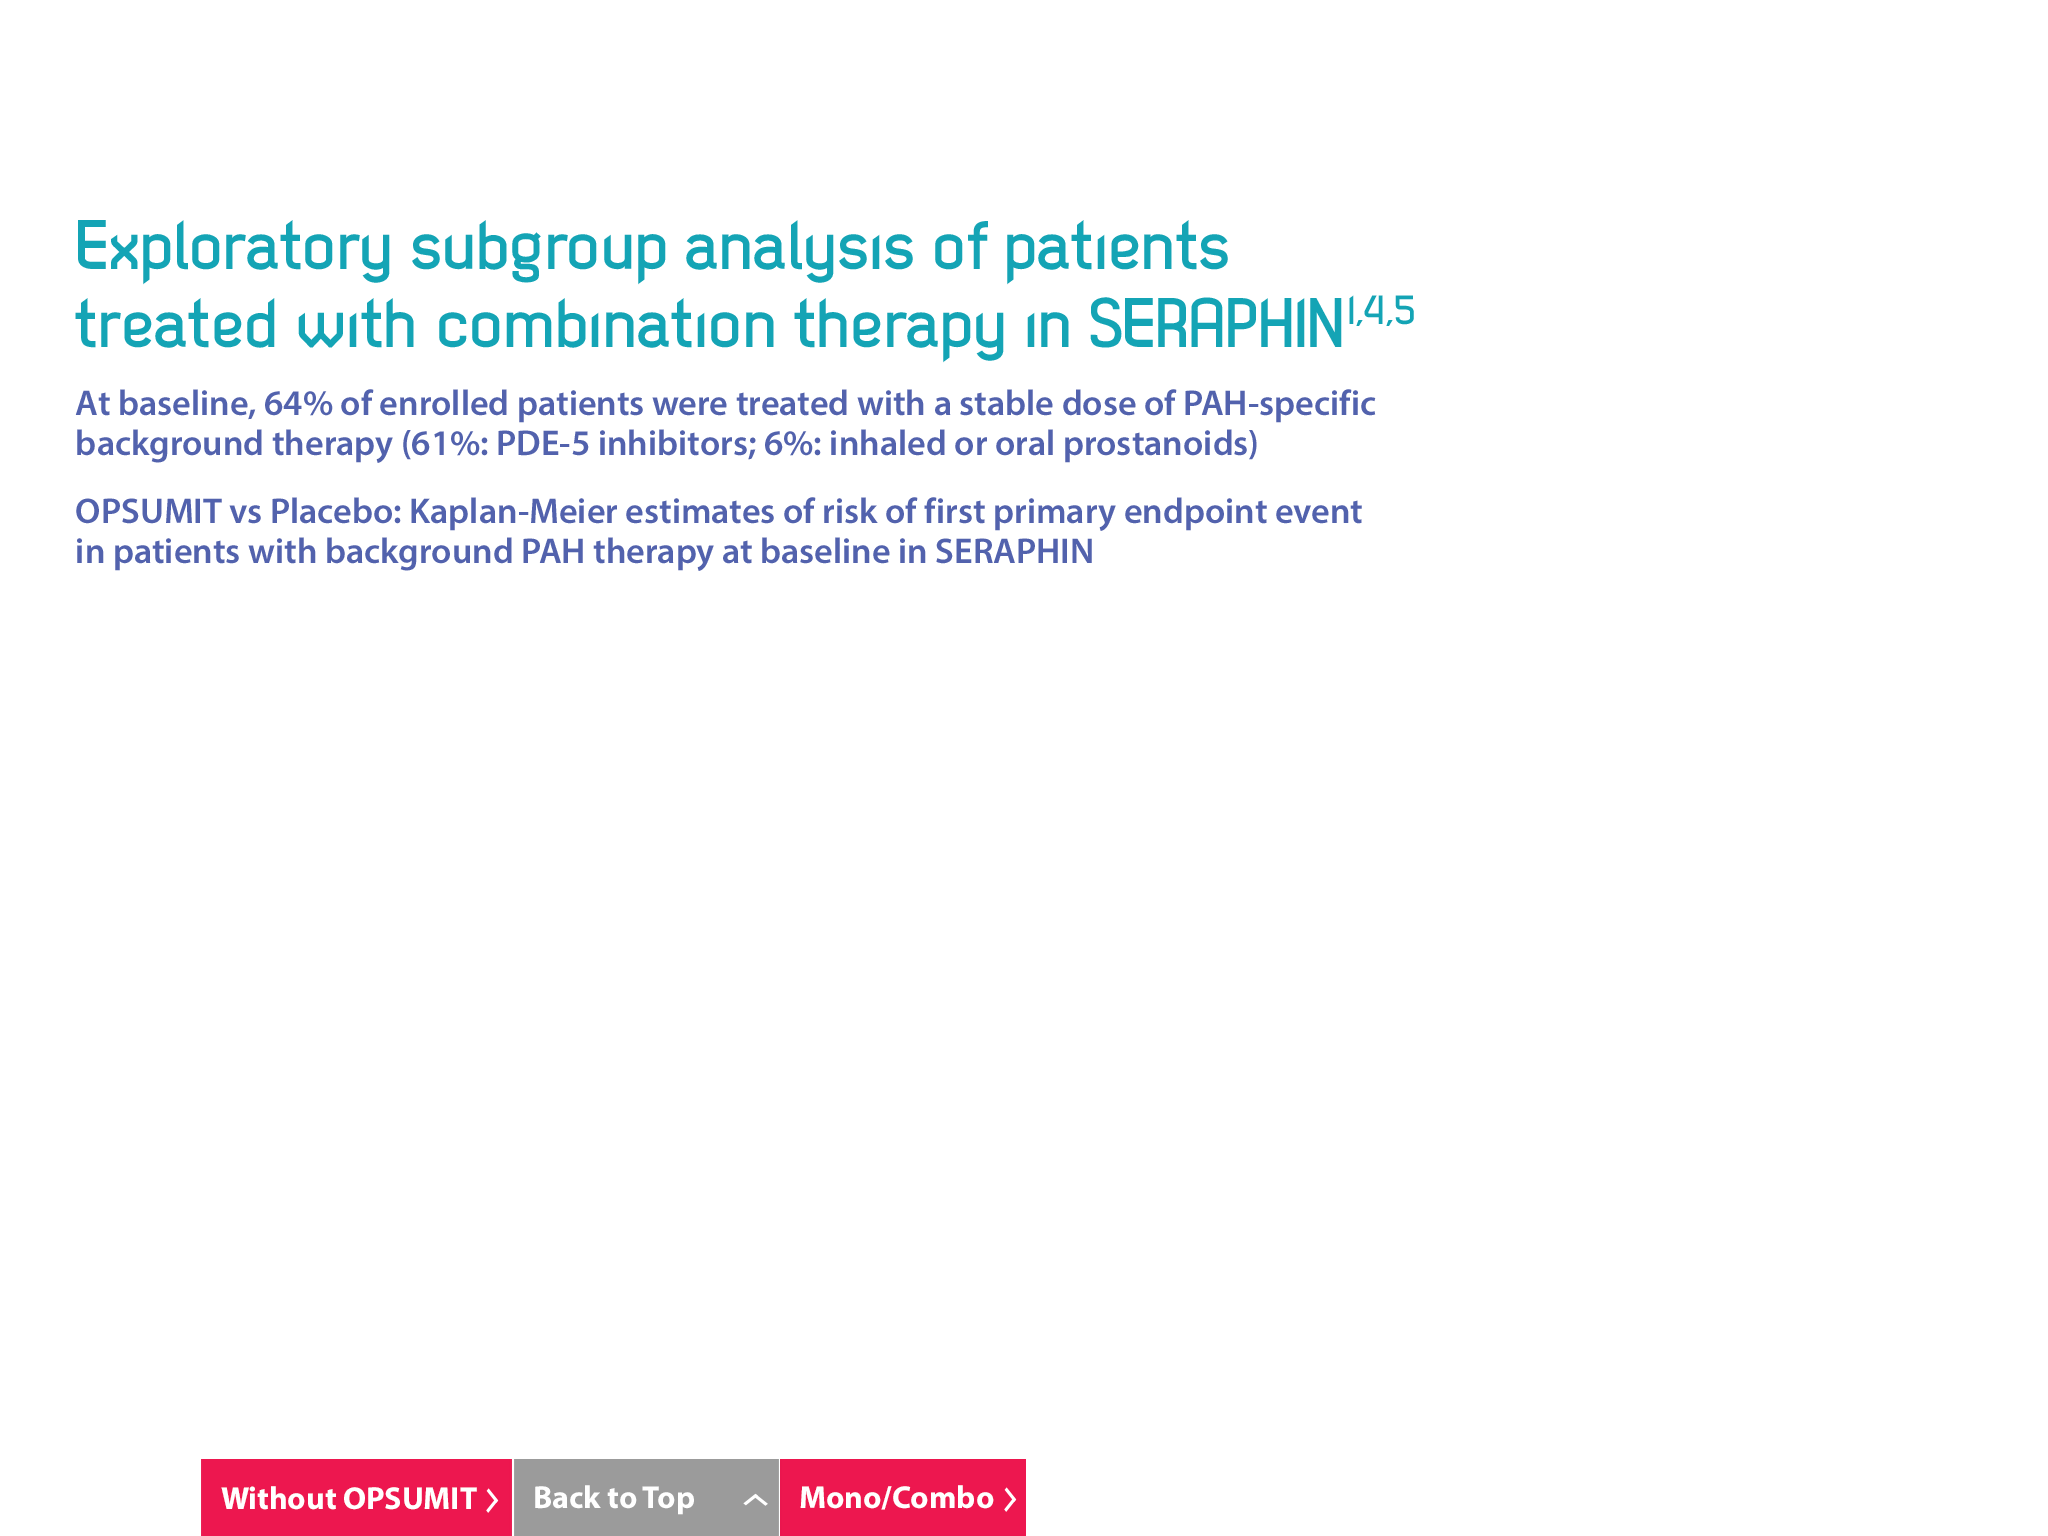 Exploratory subgroup analysis of patients
treated with combination therapy in SERAPHIN1,4,5
At baseline, 64% of enrolled patients were treated with a stable dose of PAH-specific
background therapy (61%: PDE-5 inhibitors; 6%: inhaled or oral prostanoids)
OPSUMIT vs Placebo: Kaplan-Meier estimates of risk of first primary endpoint event
in patients with background PAH therapy at baseline in SERAPHIN
Without OPSUMIT
Back to Top
Mono/Combo